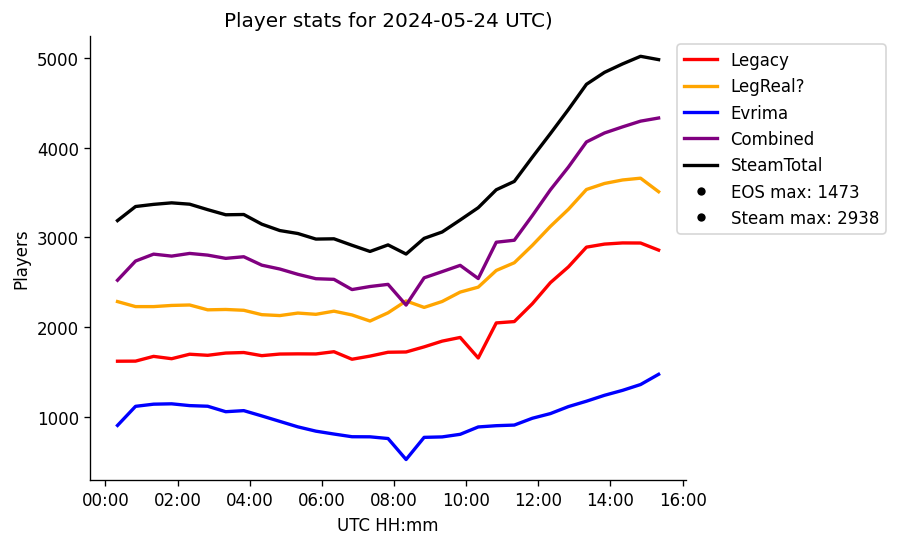 Player stats for 2024-05-24 UTC)
5000
4000
3000
2000
1000
Players
00:00 02:00 04:00 06:00 08:00 10:00 12:00 14:00 16:00
UTC HH:mm
Legacy
LegReal?
Evrima
Combined
SteamTotal
EOS max: 1473
Steam max: 2938